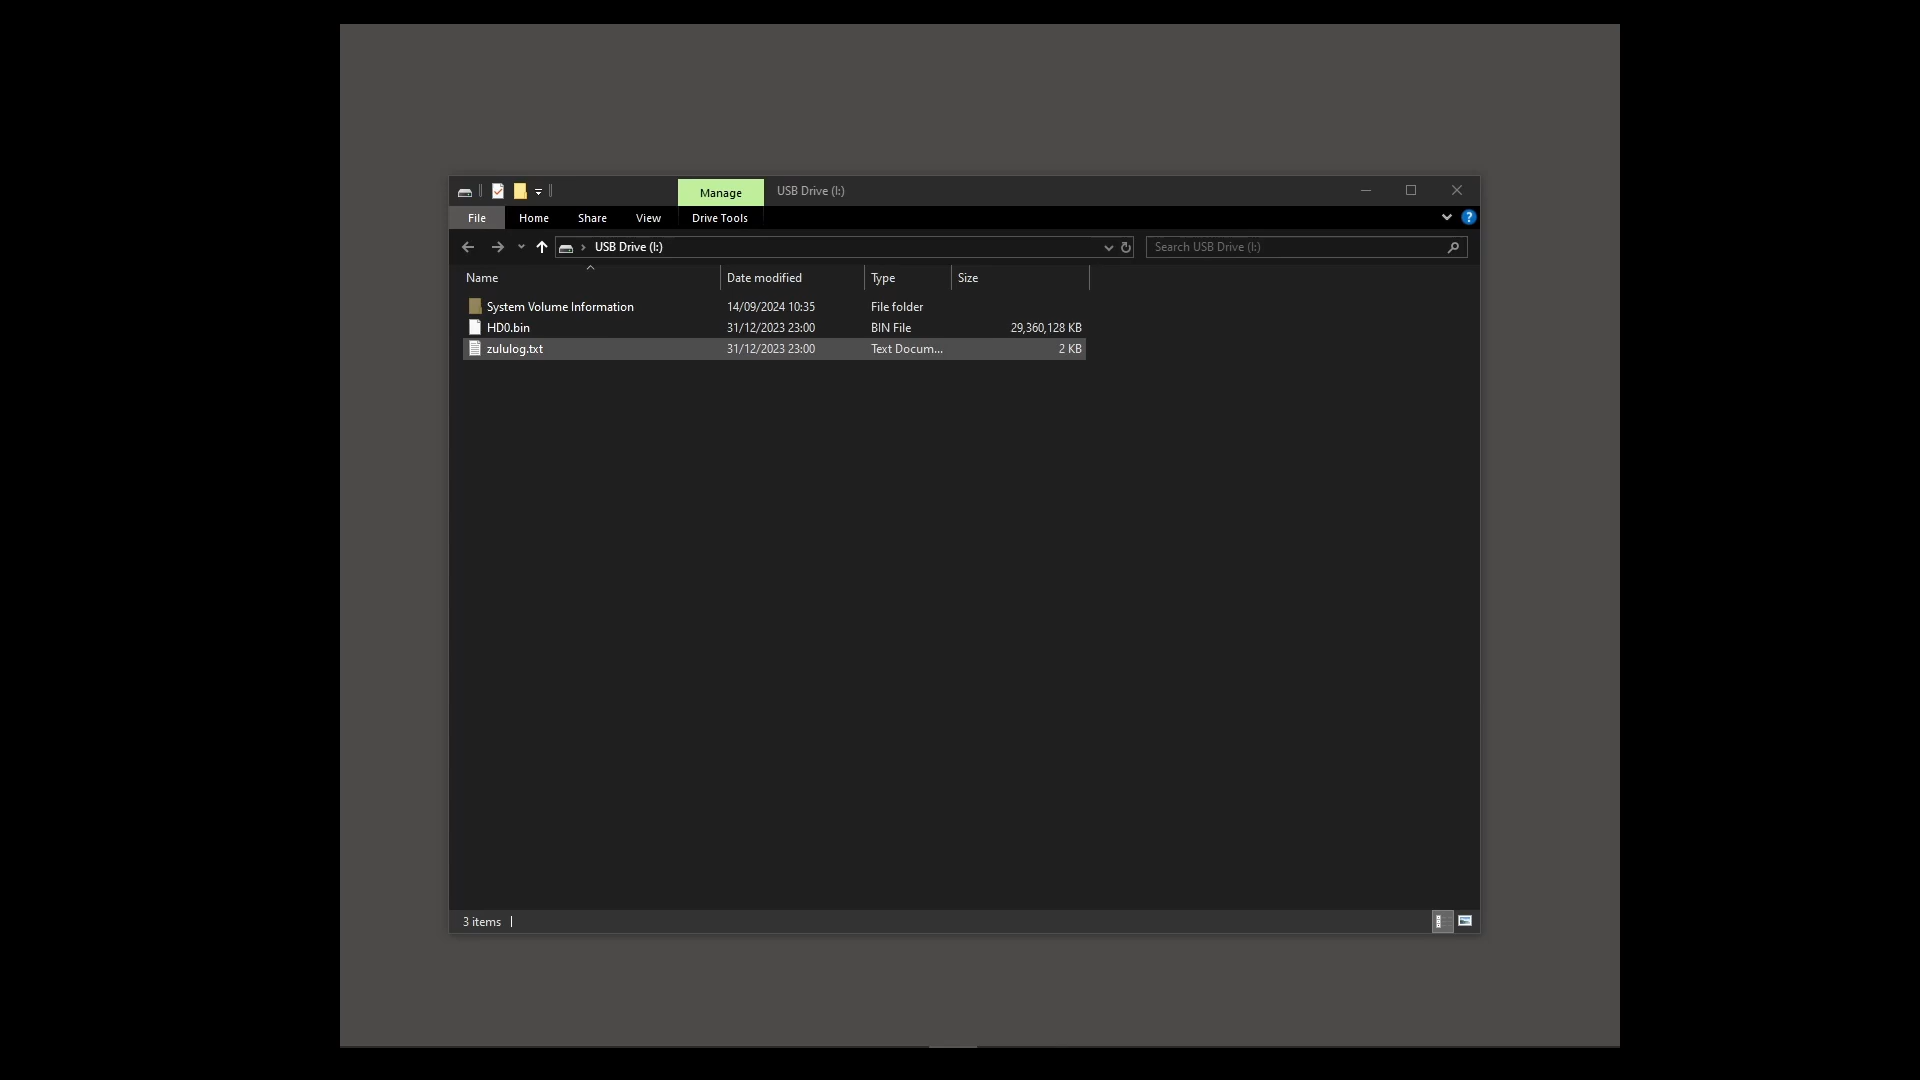 Manage USB Drive (I:)
File Home Share View Drive Tools ?
USB Drive (I:) Search USB Drive (I:)
Name Date modified Type Size
System Volume Information 14/09/2024 10:35 File folder
HD0.bin 31/12/2023 23:00 BIN File 29,360,128 KB
zululog.txt 31/12/2023 23:00 Text Docum... 2 KB
3 items